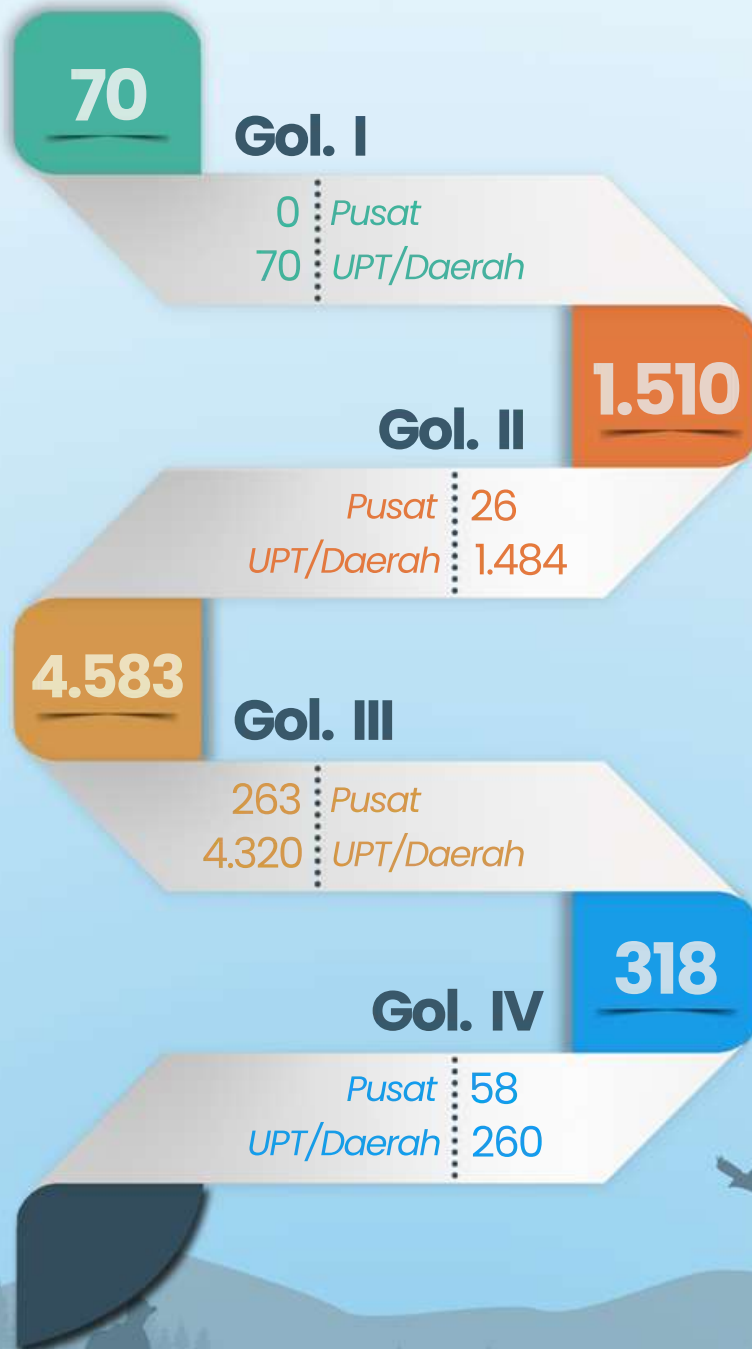 70
Gol. I
0 Pusat
70 UPT/Daerah
1.510
Gol. II
Pusat 26
UPT/Daerah 1.484
4.583
Gol. III
263 Pusat
4.320 UPT/Daerah
318
Gol. IV
Pusat 58
UPT/Daerah 260